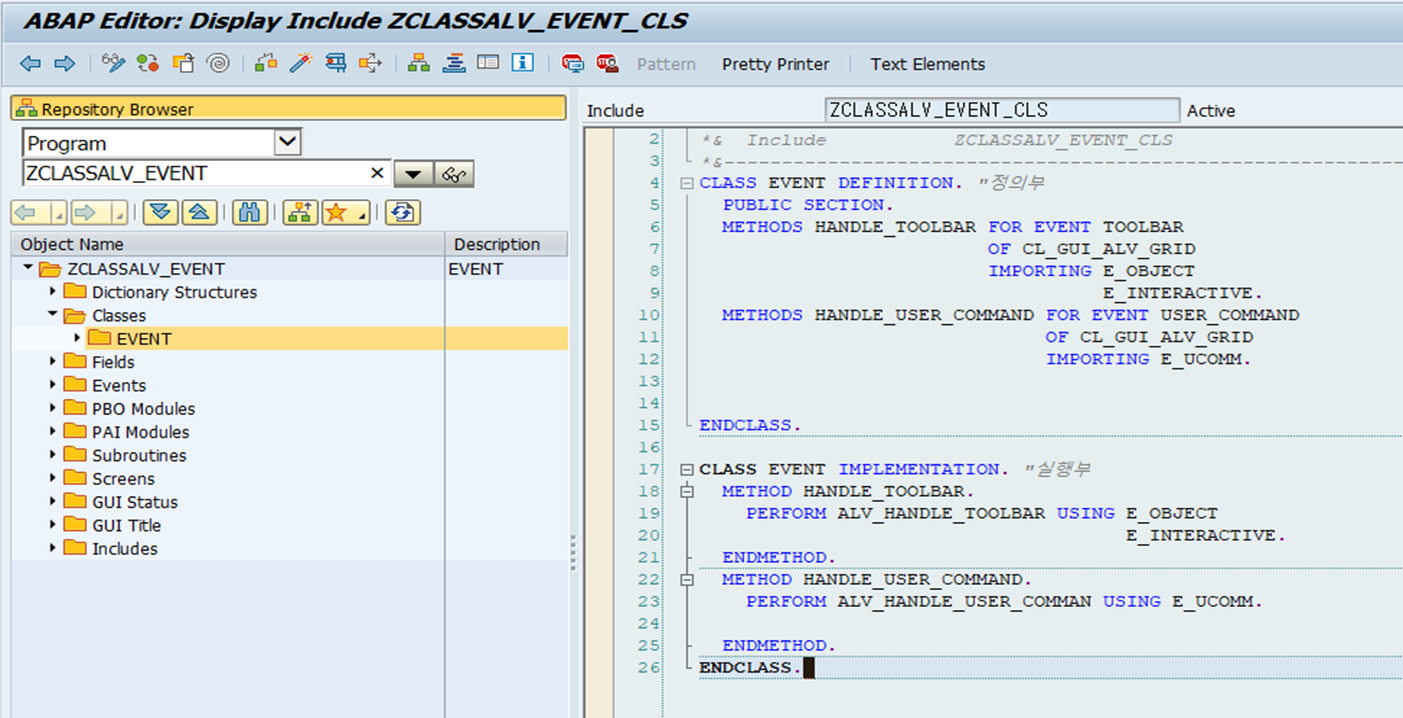 ABAP Editor: Display Include ZCLASSALV_EVENT_CLS
Pattern Pretty Printer Text Elements
Repository Browser
Program
ZCLASSALV_EVENT
Object Name Description
ZCLASSALV_EVENT EVENT
Dictionary Structures
Classes
EVENT
Fields
Events
PBO Modules
PAI Modules
Subroutines
Screens
GUI Status
GUI Title
Includes
Include ZCLASSALV_EVENT_CLS Active
2 *& Include ZCLASSALV_EVENT_CLS
3 *&---------------------------------------------------------------
4 CLASS EVENT DEFINITION. "정의부
5 PUBLIC SECTION.
6 METHODS HANDLE_TOOLBAR FOR EVENT TOOLBAR
7 OF CL_GUI_ALV_GRID
8 IMPORTING E_OBJECT
9 E_INTERACTIVE.
10 METHODS HANDLE_USER_COMMAND FOR EVENT USER_COMMAND
11 OF CL_GUI_ALV_GRID
12 IMPORTING E_UCOMM.
13
14
15 ENDCLASS.
16
17 CLASS EVENT IMPLEMENTATION. "실행부
18 METHOD HANDLE_TOOLBAR.
19 PERFORM ALV_HANDLE_TOOLBAR USING E_OBJECT
20 E_INTERACTIVE.
21 ENDMETHOD.
22 METHOD HANDLE_USER_COMMAND.
23 PERFORM ALV_HANDLE_USER_COMMAN USING E_UCOMM.
24
25 ENDMETHOD.
26 ENDCLASS.